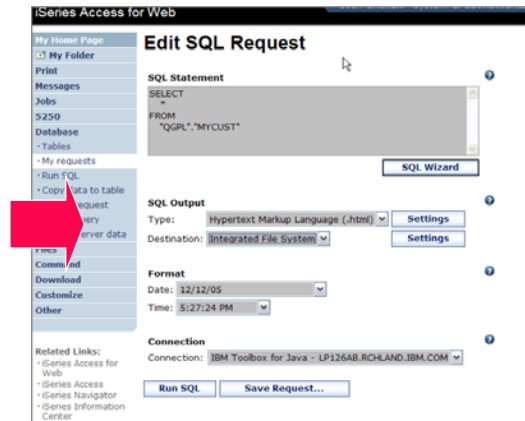 iSeries Access for Web
My Home Page
My Folder
Print
Messages
Jobs
5250
Database
• Tables
• My requests
• Run SQL
• Copy data to table
request
ery
erver data
Files
Command
Download
Customize
Other
Related Links:
• iSeries Access for
Web
• iSeries Access
• iSeries Navigator
• iSeries Information
Center
Edit SQL Request
SQL Statement
SELECT
*
FROM
"QGPL"."MYCUST"
SQL Wizard
SQL Output
Type: Hypertext Markup Language (.html) Settings
Destination: Integrated File System Settings
Format
Date: 12/12/05
Time: 5:27:24 PM
Connection
Connection: IBM Toolbox for Java - LP126AB.RCHLAND.IBM.COM
Run SQL Save Request...